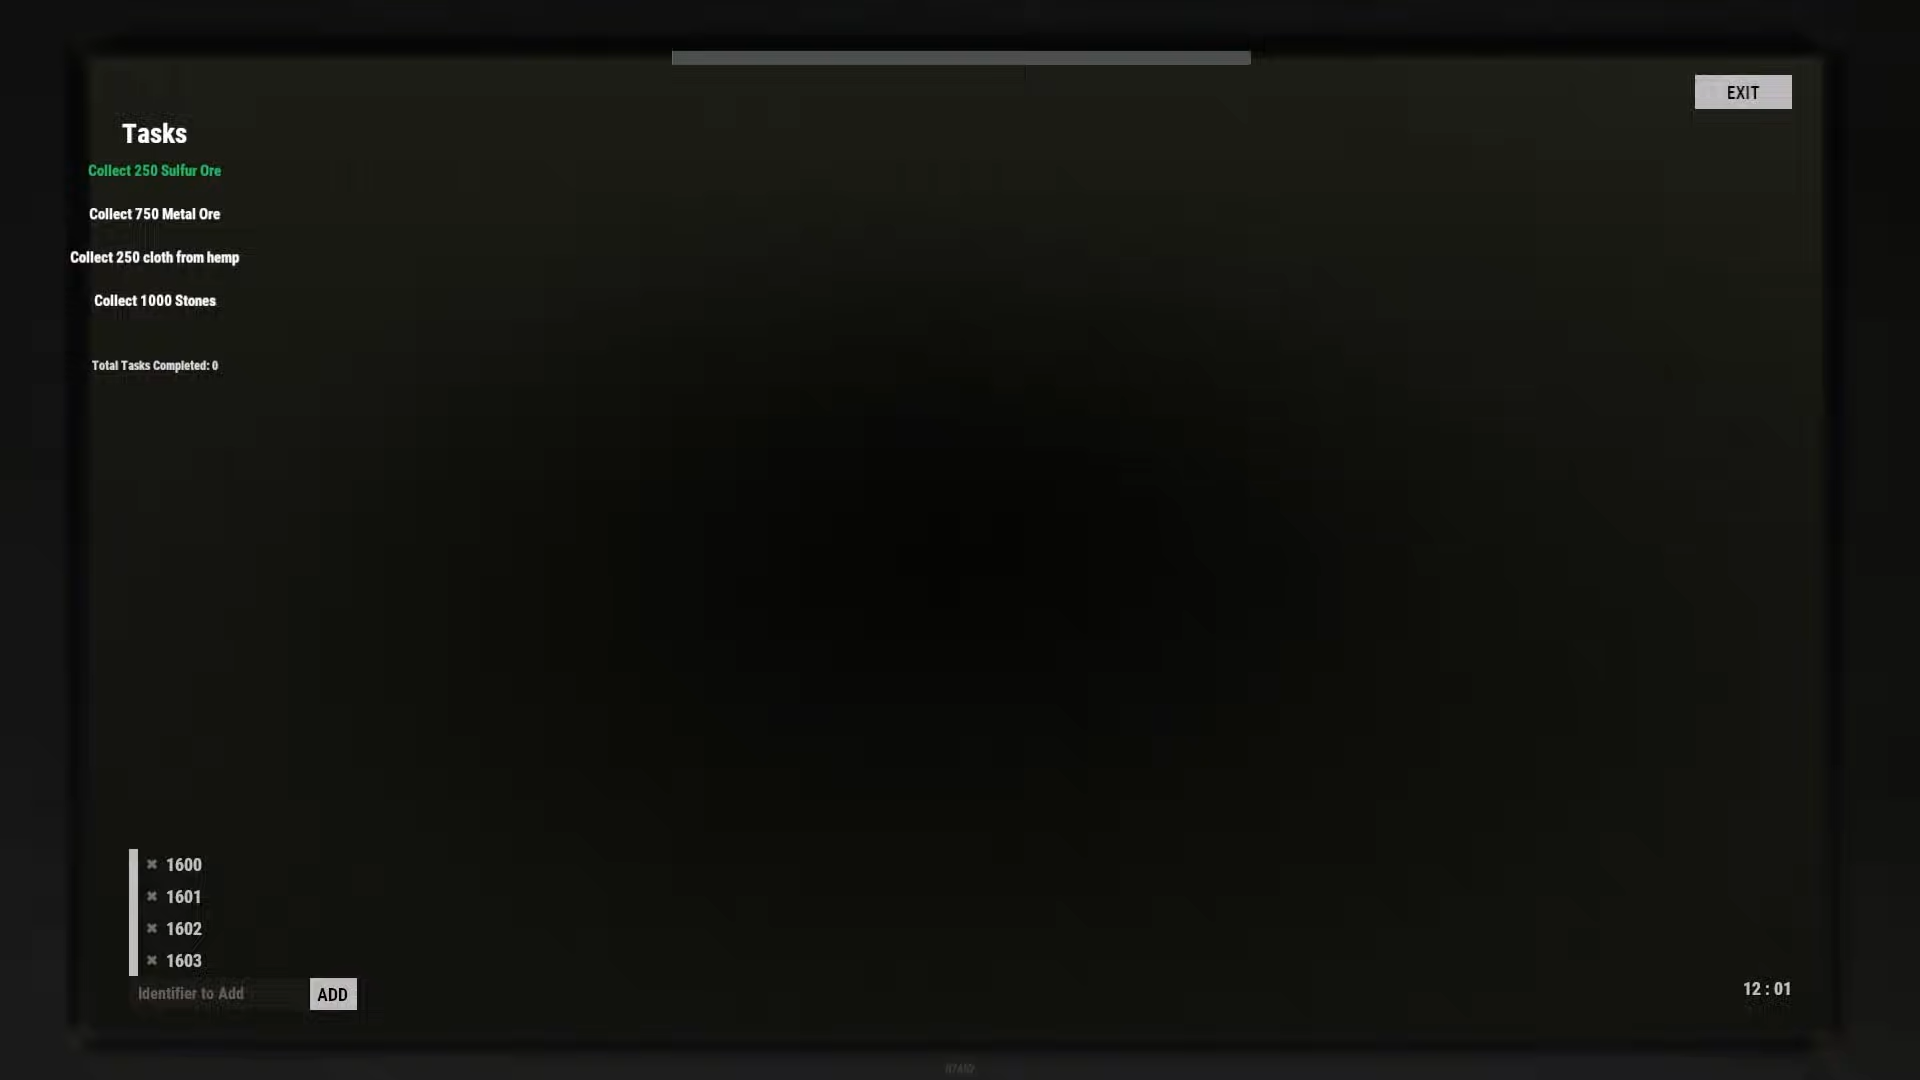 EXIT
Tasks
Collect 250 Sulfur Ore
Collect 750 Metal Ore
Collect 250 cloth from hemp
Collect 1000 Stones
Total Tasks Completed: 0
✖ 1600
✖ 1601
✖ 1602
✖ 1603
Identifier to Add
ADD
12 : 01